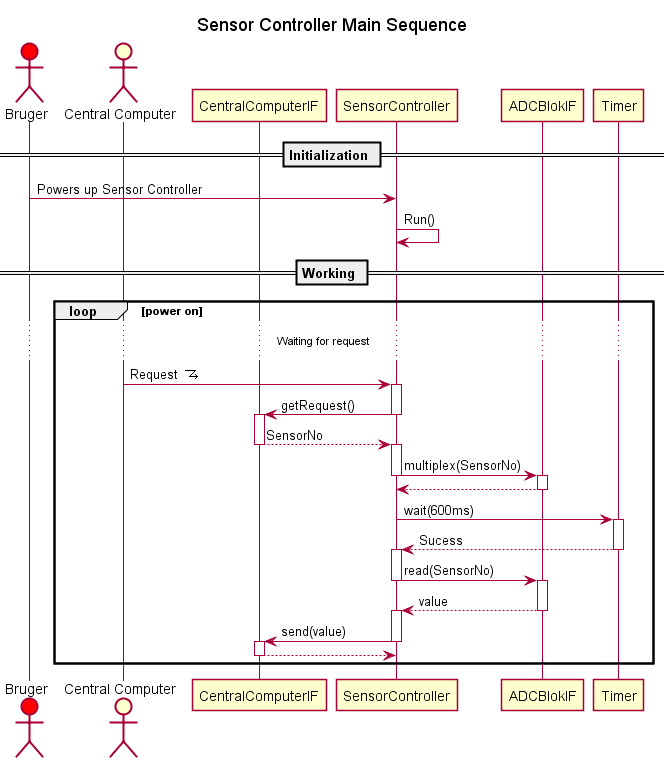 Sensor Controller Main Sequence
Bruger
Central Computer
CentralComputerIF
SensorController
ADCBlokIF
Timer
Initialization
Powers up Sensor Controller
Run()
Working
loop
[power on]
Waiting for request
Request
getRequest()
SensorNo
multiplex(SensorNo)
wait(600ms)
Sucess
read(SensorNo)
value
send(value)
Bruger
Central Computer
CentralComputerIF
SensorController
ADCBlokIF
Timer